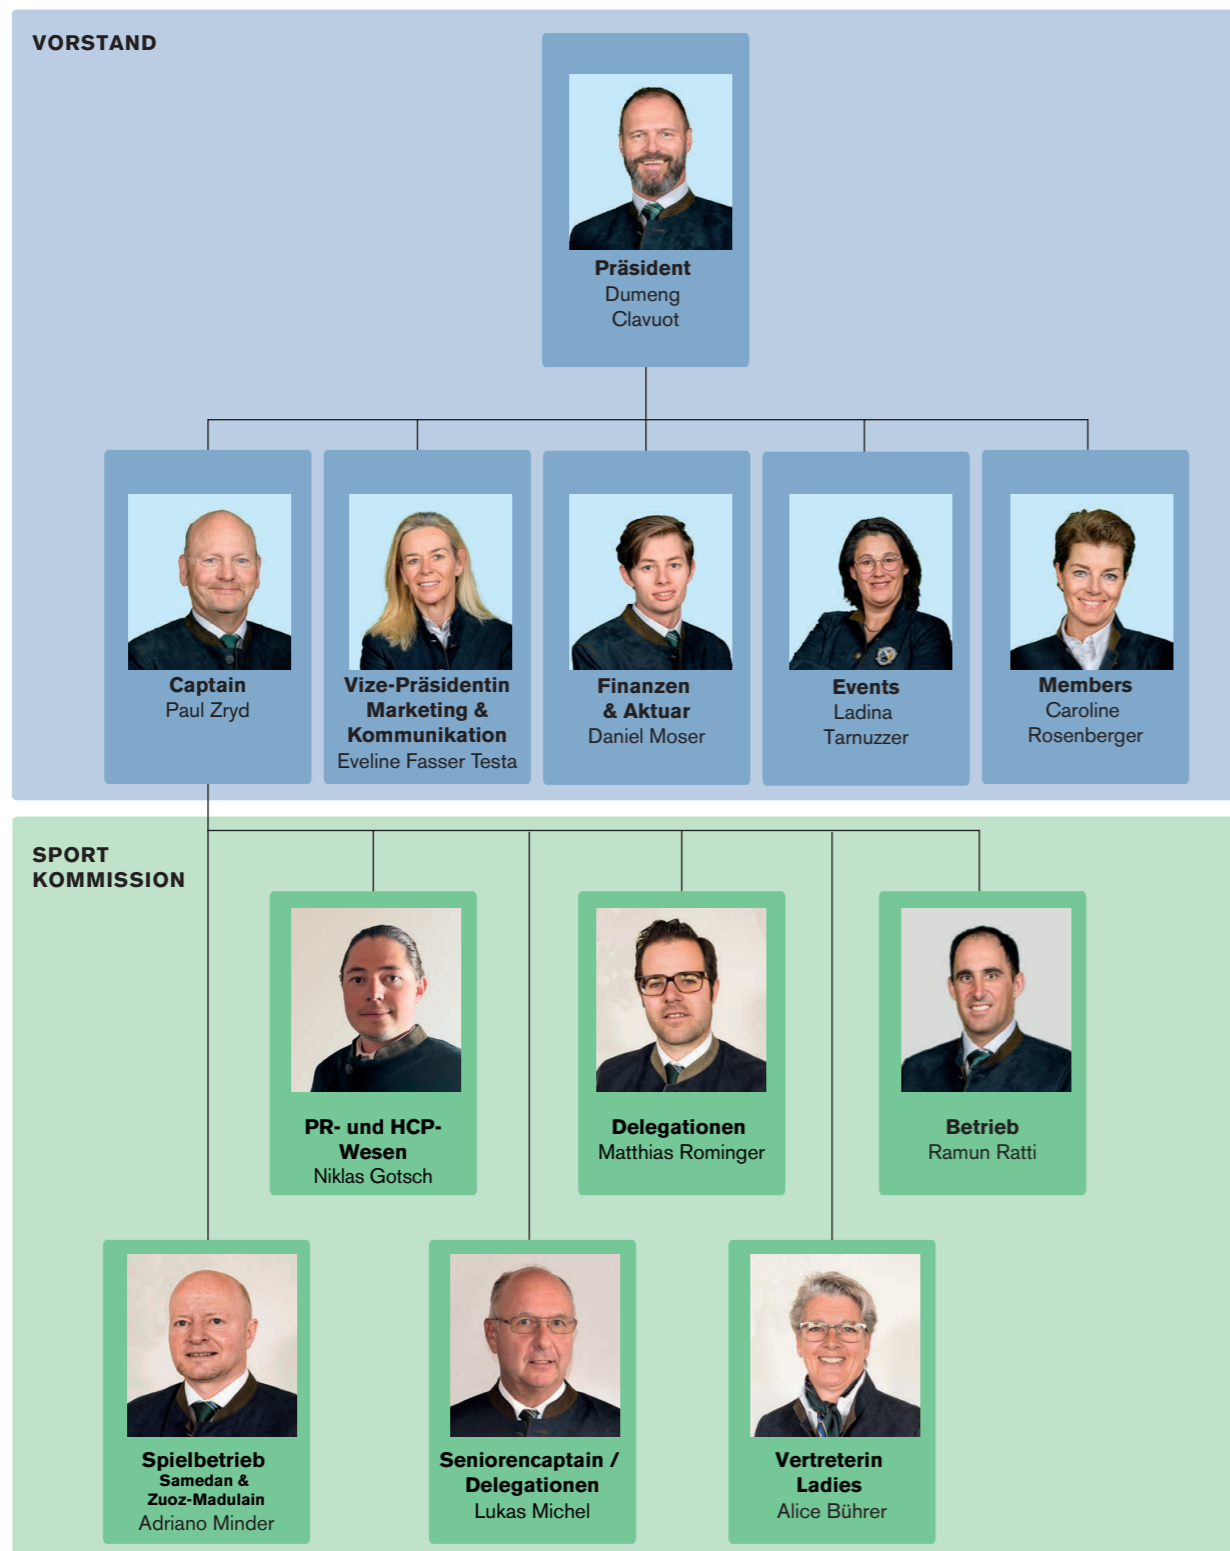 VORSTAND
Präsident
Dumeng
Clavuot
Captain
Paul Zryd
Vize-Präsidentin
Marketing &
Kommunikation
Eveline Fasser Testa
Finanzen
& Aktuar
Daniel Moser
Events
Ladina
Tarnuzzer
Members
Caroline
Rosenberger
SPORT
KOMMISSION
PR- und HCP-
Wesen
Niklas Gotsch
Delegationen
Matthias Rominger
Betrieb
Ramun Ratti
Spielbetrieb
Samedan &
Zuoz-Madulain
Adriano Minder
Seniorencaptain /
Delegationen
Lukas Michel
Vertreterin
Ladies
Alice Bührer